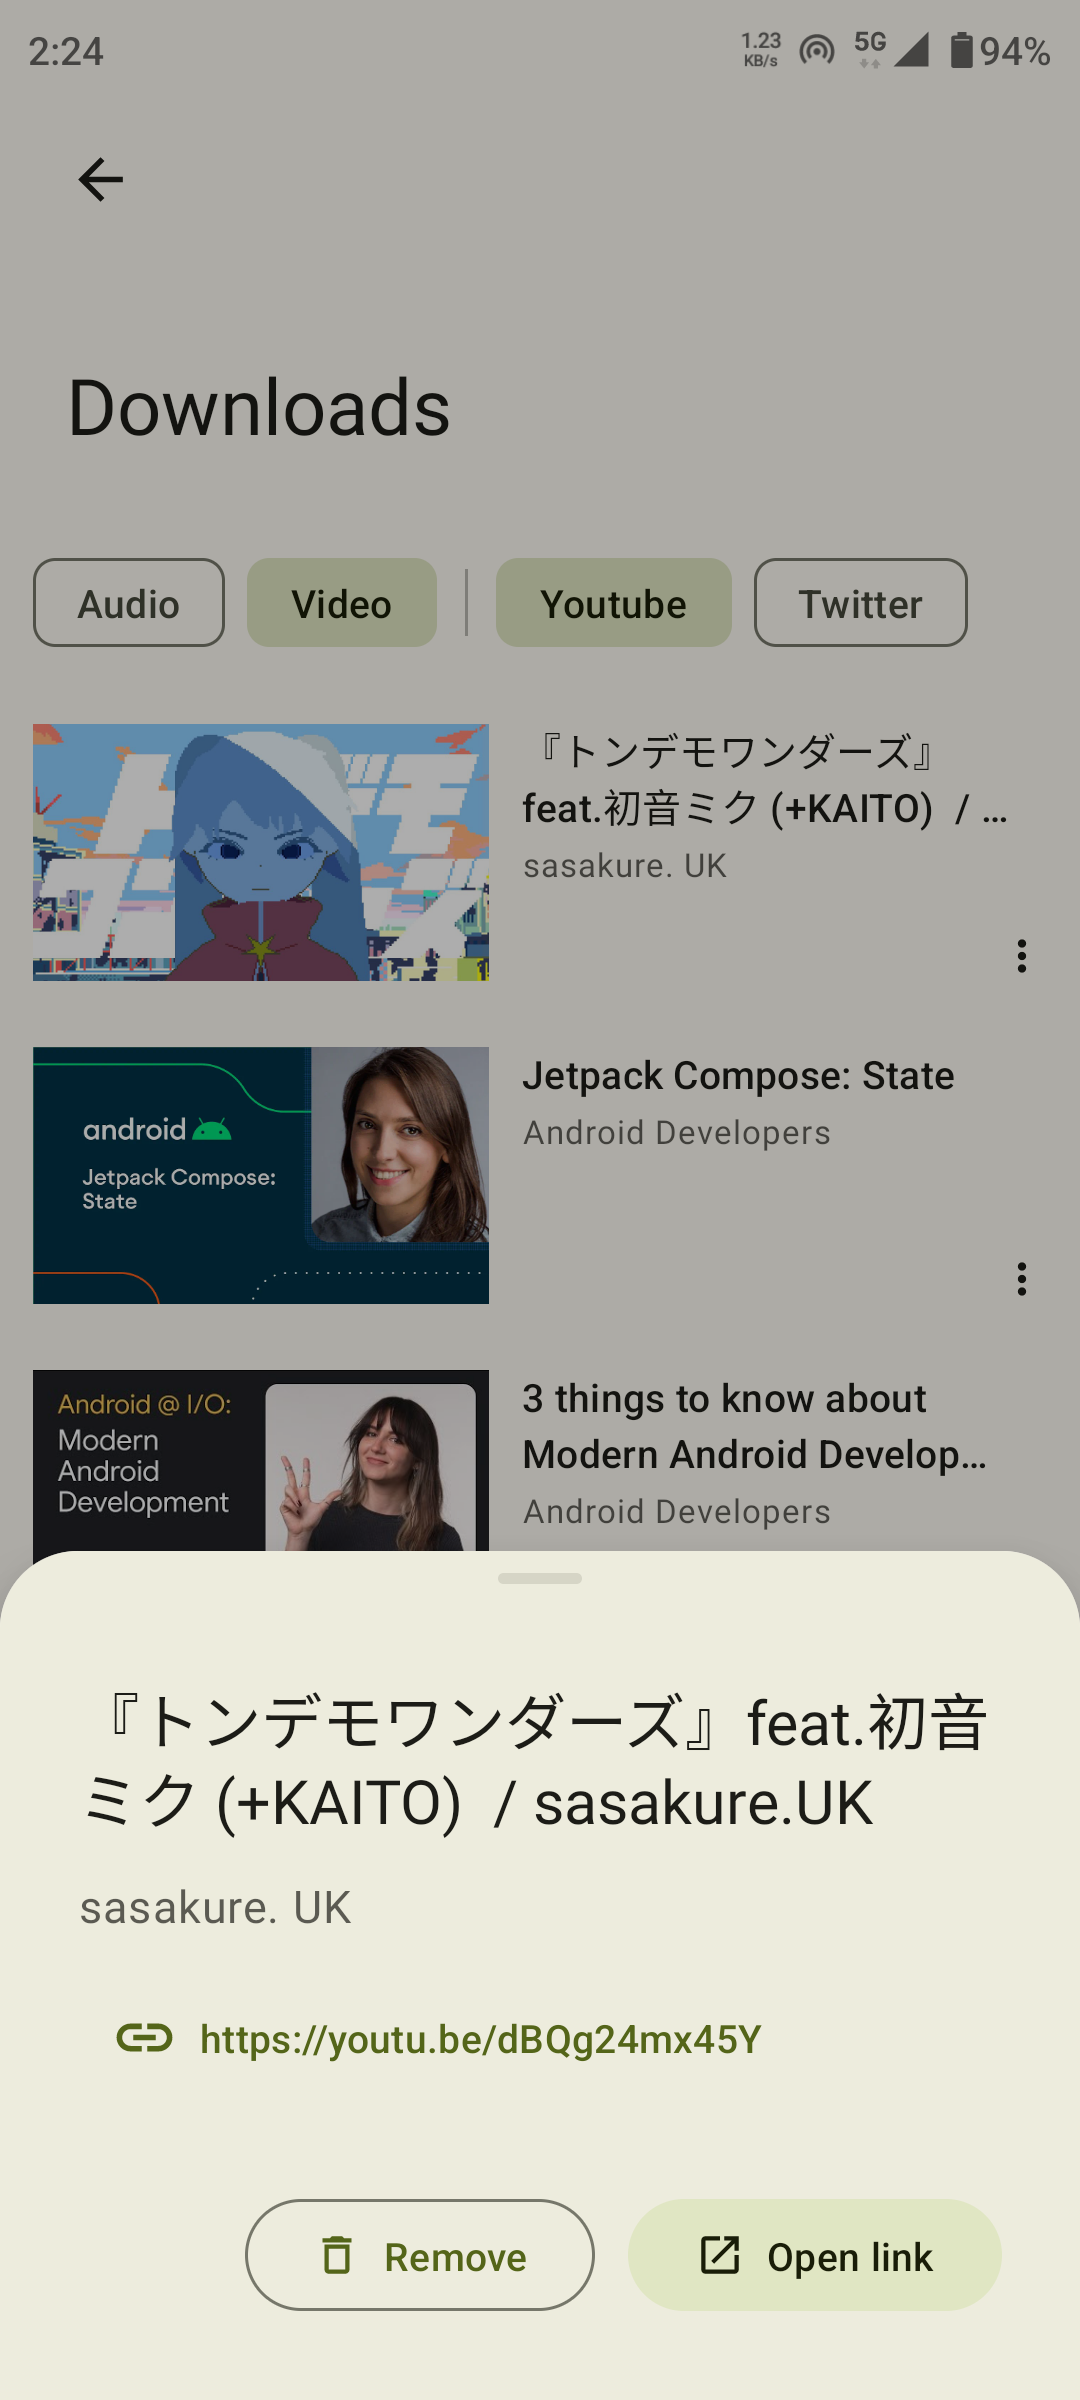 2:24
1.23
KB/s
5G
94%
Downloads
Audio
Video
Youtube
Twitter
『トンデモワンダーズ』
feat.初音ミク (+KAITO)  / ...
sasakure. UK
android
Jetpack Compose:
State
Jetpack Compose: State
Android Developers
Android @ I/O:
Modern
Android
Development
3 things to know about
Modern Android Develop...
Android Developers
『トンデモワンダーズ』feat.初音
ミク (+KAITO)  / sasakure.UK
sasakure. UK
https://youtu.be/dBQg24mx45Y
Remove
Open link